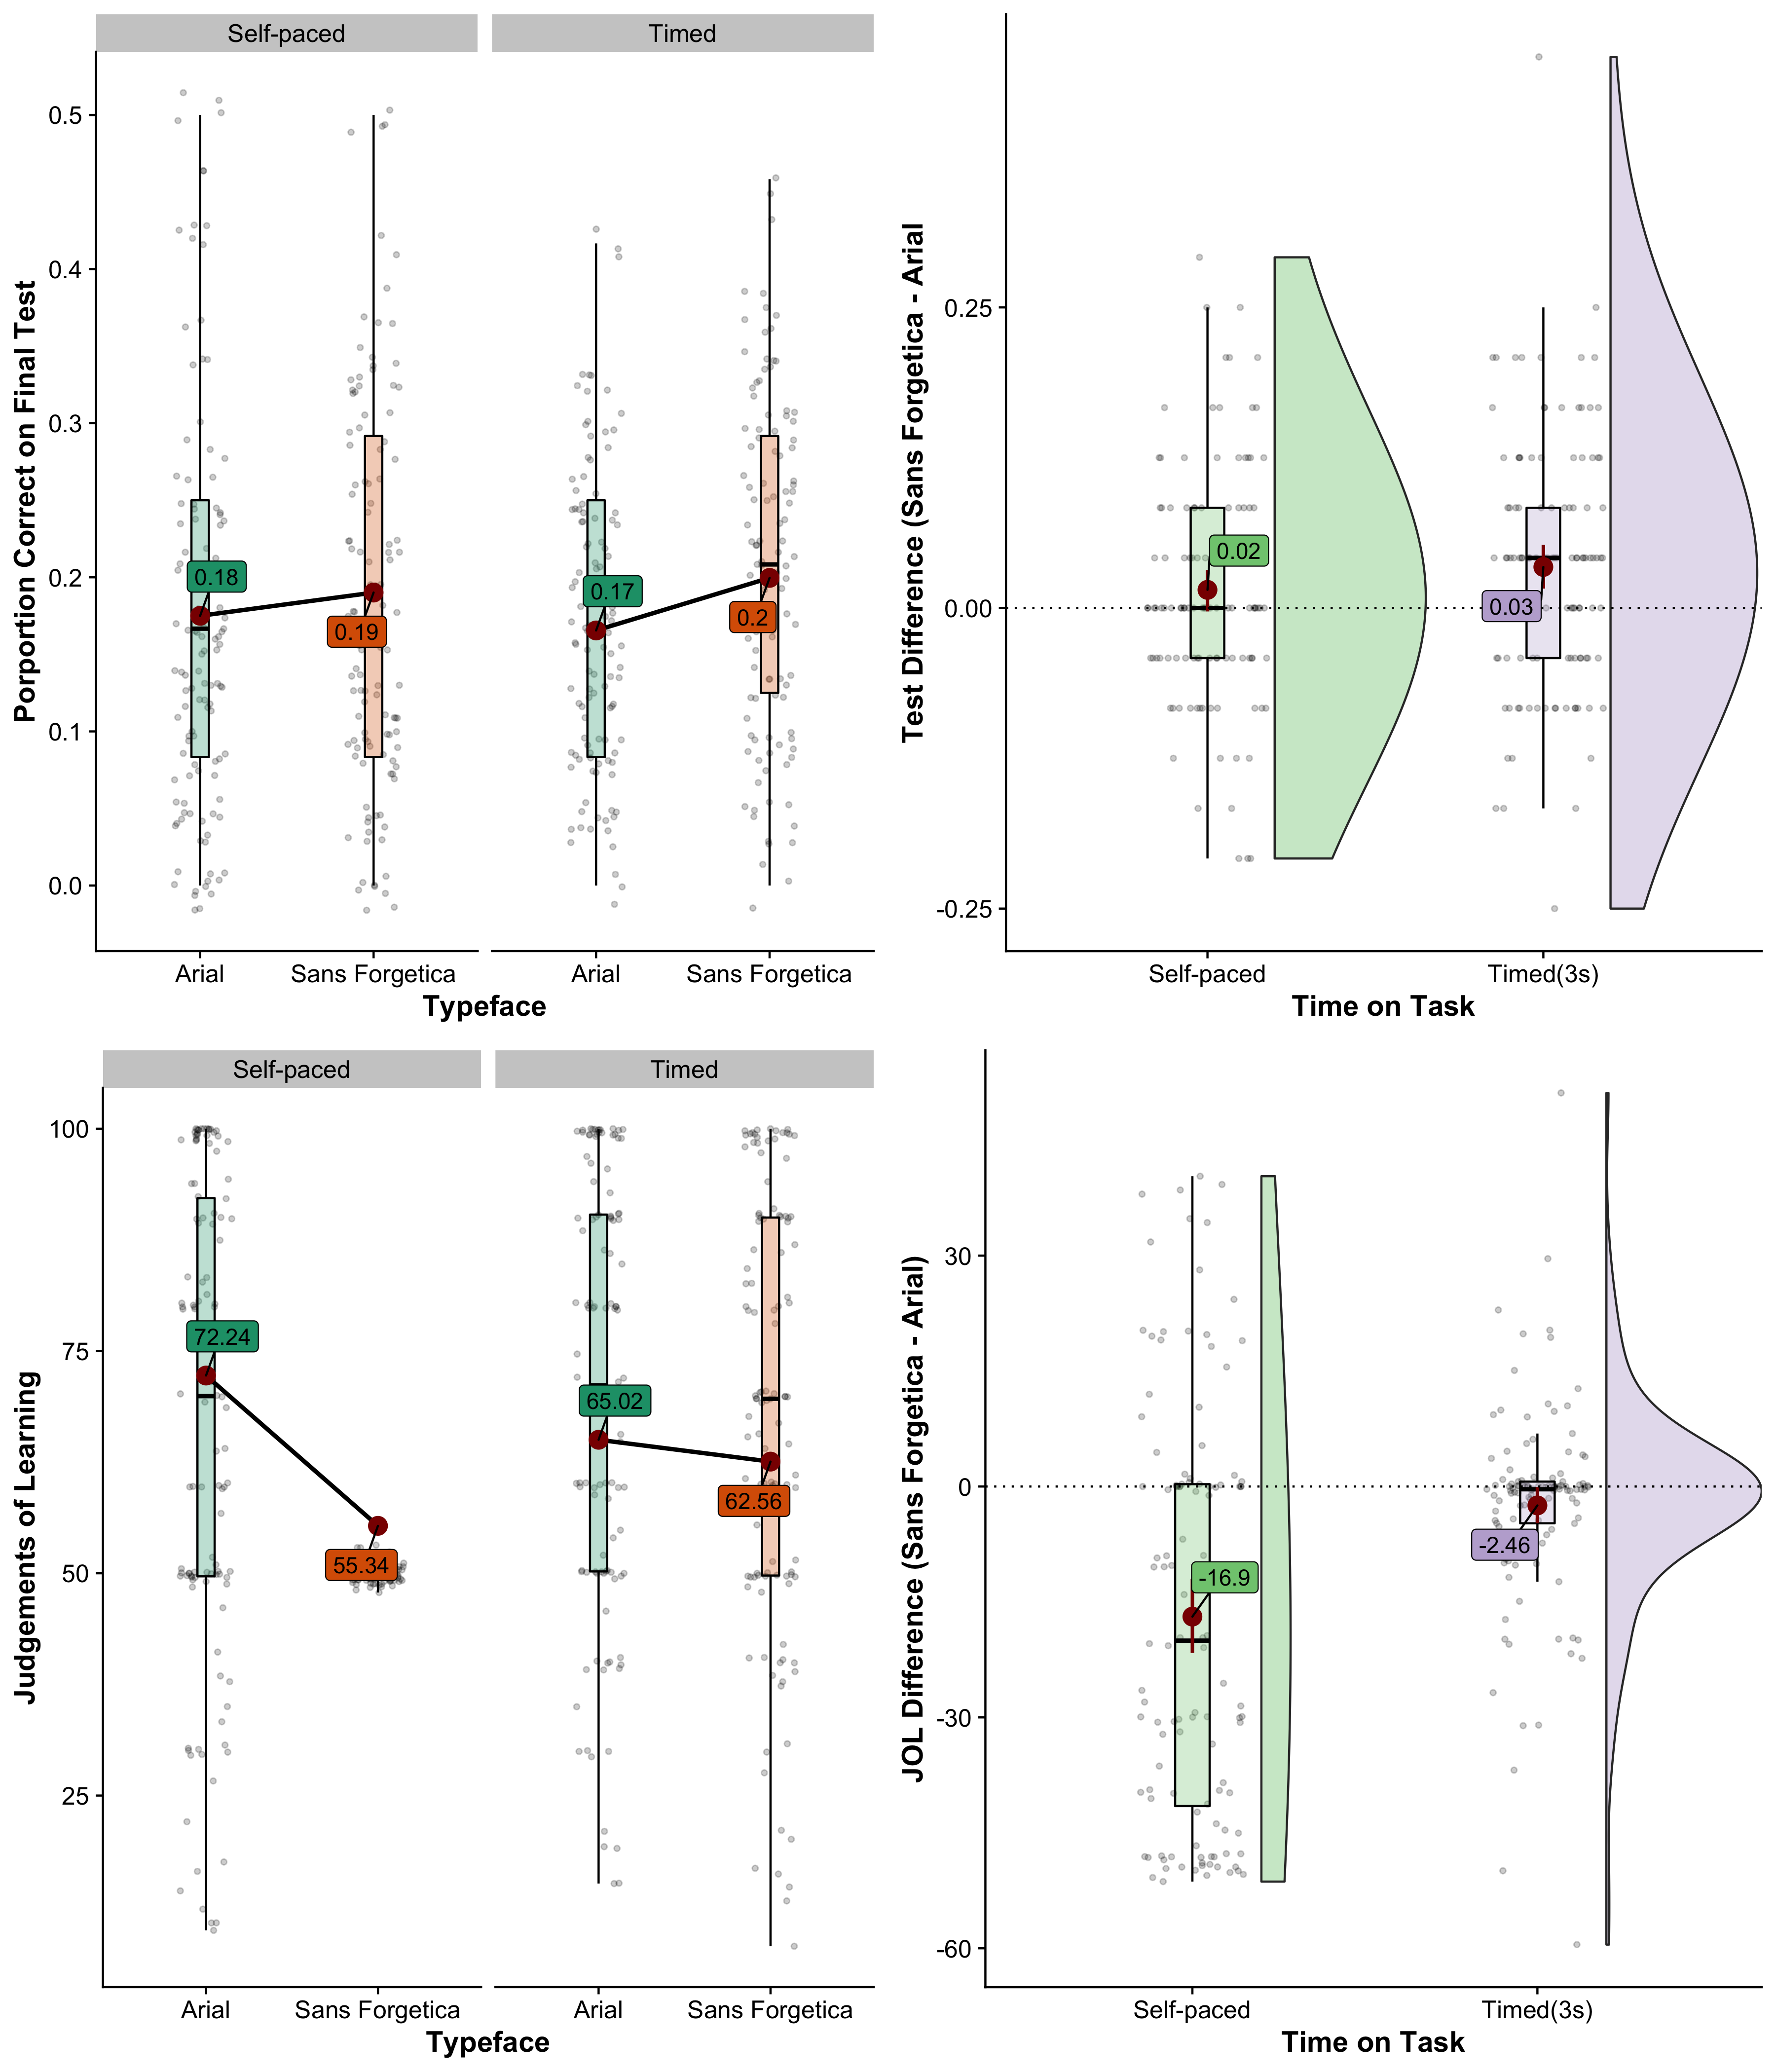 Self-paced
Timed
Porportion Correct on Final Test
0.5
0.4
0.3
0.2
0.1
0.0
0.18
0.19
0.17
0.2
Arial
Sans Forgetica
Arial
Sans Forgetica
Typeface
Test Difference (Sans Forgetica - Arial
0.25
0.00
-0.25
0.02
0.03
Self-paced
Timed(3s)
Time on Task
Self-paced
Timed
Judgements of Learning
100
75
50
25
72.24
55.34
65.02
62.56
Arial
Sans Forgetica
Arial
Sans Forgetica
Typeface
JOL Difference (Sans Forgetica - Arial)
30
0
-30
-60
-16.9
-2.46
Self-paced
Timed(3s)
Time on Task